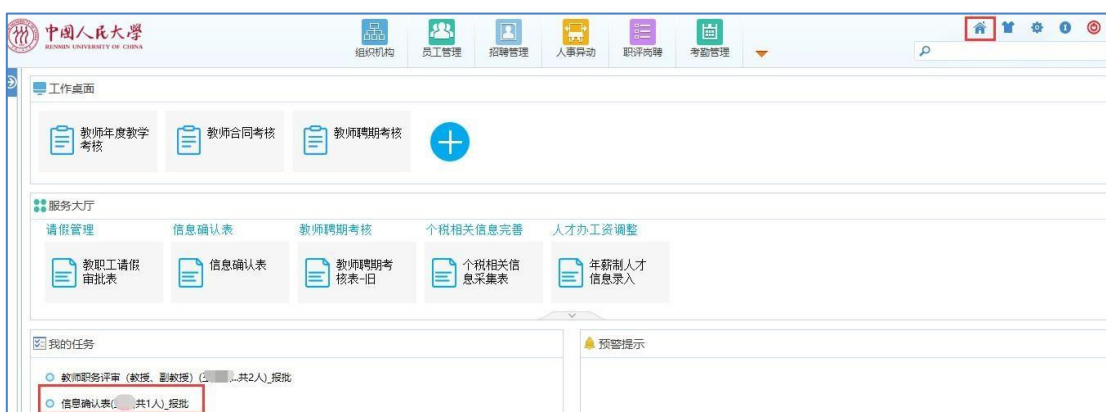 中国人民大学
RENMIN UNIVERSITY OF CHINA
组织机构
员工管理
招聘管理
人事异动
职评岗聘
考勤管理
工作桌面
教师年度教学
考核
教师合同考核
教师聘期考核
服务大厅
请假管理
信息确认表
教师聘期考核
个税相关信息完善
人才办工资调整
教职工请假
审批表
信息确认表
教师聘期考
核表-旧
个税相关信
息采集表
年薪制人才
信息录入
我的任务
预警提示
教师职务评审（教授、副教授）( ...共2人)_报批
信息确认表( 共1人)_报批